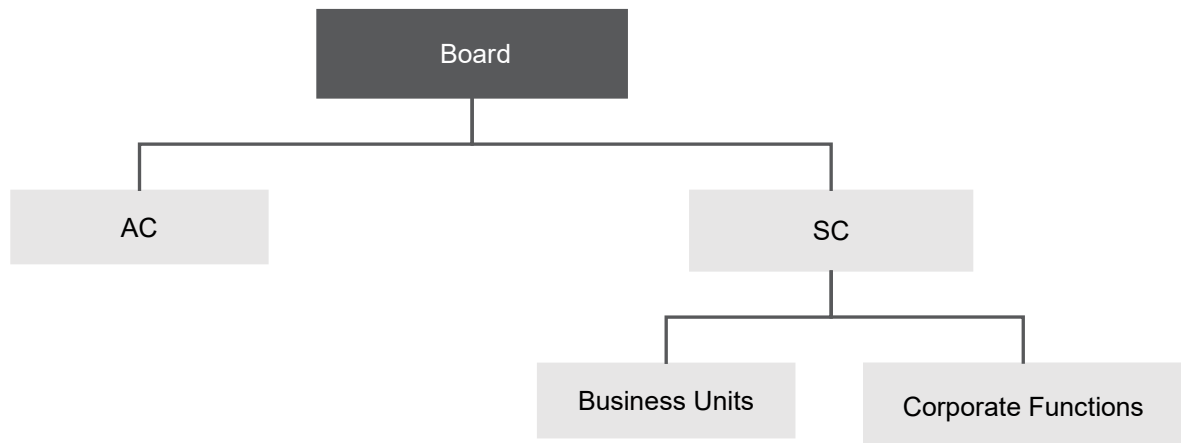 Board
AC
SC
Business Units
Corporate Functions